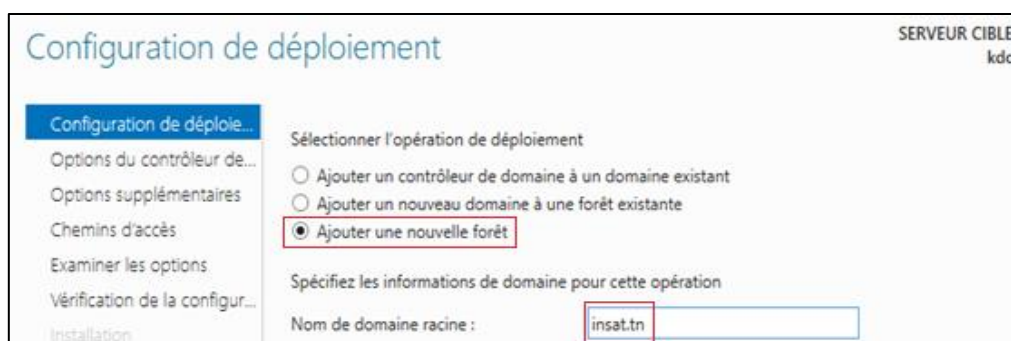 Configuration de déploiement
SERVEUR CIBLE
kdc
Configuration de déploie...
Options du contrôleur de...
Options supplémentaires
Chemins d'accès
Examiner les options
Vérification de la configur...
Installation
Sélectionner l'opération de déploiement
Ajouter un contrôleur de domaine à un domaine existant
Ajouter un nouveau domaine à une forêt existante
Ajouter une nouvelle forêt
Spécifiez les informations de domaine pour cette opération
Nom de domaine racine :
insat.tn